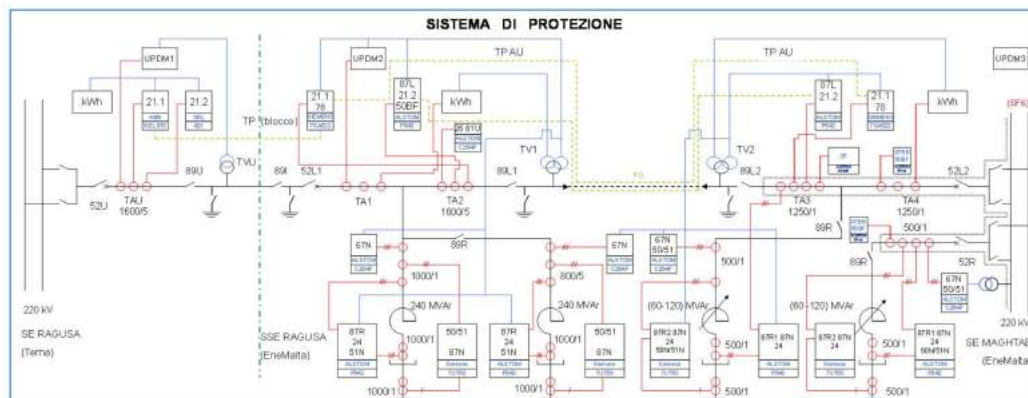 SISTEMA DI PROTEZIONE
UPDM1
UPDM2
TP AU
TP AU
UPDM3
kWh
21.1
21.2
21.1
78
87L
21.2
50BF
kWh
87L
21.2
21.1
78
kWh
SIEMENS
ALSTOM
ALSTOM
SIEMENS
TP (blocco)
(SF6)
TVU
TV1
TV2
89U
89I
52L1
89L1
FO
89L2
52L2
52U
TAU
1600/5
TA1
TA2
1600/5
TA3
1250/1
TA4
1250/1
500/1
89R
89R
89R
52R
67N
ALSTOM
1000/1
800/5
67N
ALSTOM
67N
50/51
ALSTOM
500/1
67N
50/51
ALSTOM
240 MVAr
240 MVAr
(60-120) MVAr
(60-120) MVAr
220 kV
SE RAGUSA
(Terna)
SSE RAGUSA
(EneMalta)
87R
24
51N
ALSTOM
1000/1
50/51
87N
Siemens
87R
24
51N
ALSTOM
1000/1
50/51
87N
Siemens
87R2 87N
24
50N/51N
Siemens
500/1
87R1 87N
24
ALSTOM
87R2 87N
24
Siemens
500/1
87R1 87N
24
50N/51N
ALSTOM
220 kV
SE MAGHTAB
(EneMalta)
1000/1
1000/1
500/1
500/1